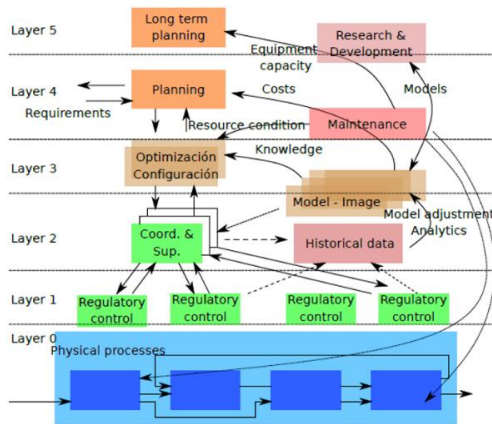 Layer 5
Long term
planning
Research &
Development
Equipment
capacity
Layer 4
Planning
Costs
Models
Requirements
Resource condition
Maintenance
Layer 3
Optimización
Configuración
Knowledge
Model - Image
Model adjustment
Analytics
Layer 2
Coord. &
Sup.
Historical data
Layer 1
Regulatory
control
Regulatory
control
Regulatory
control
Regulatory
control
Layer 0
Physical processes